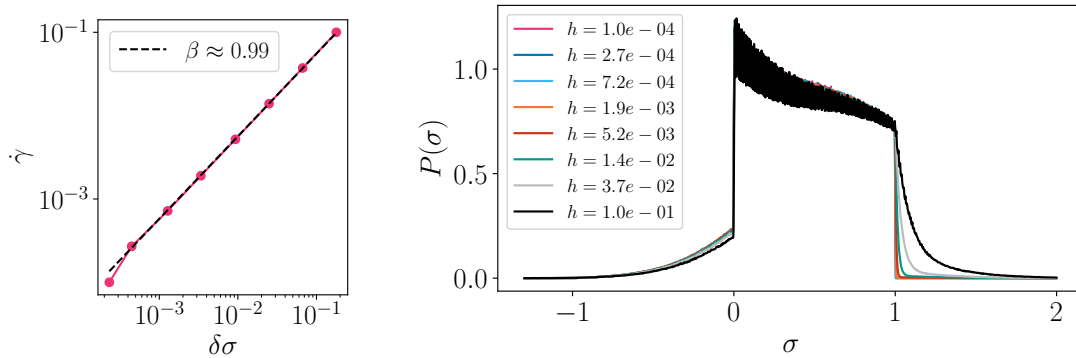 10⁻¹
10⁻³
γ̇
β ≈ 0.99
10⁻³
10⁻²
10⁻¹
δσ
P(σ)
1.0
0.5
0.0
h = 1.0e − 04
h = 2.7e − 04
h = 7.2e − 04
h = 1.9e − 03
h = 5.2e − 03
h = 1.4e − 02
h = 3.7e − 02
h = 1.0e − 01
−1
0
1
2
σ